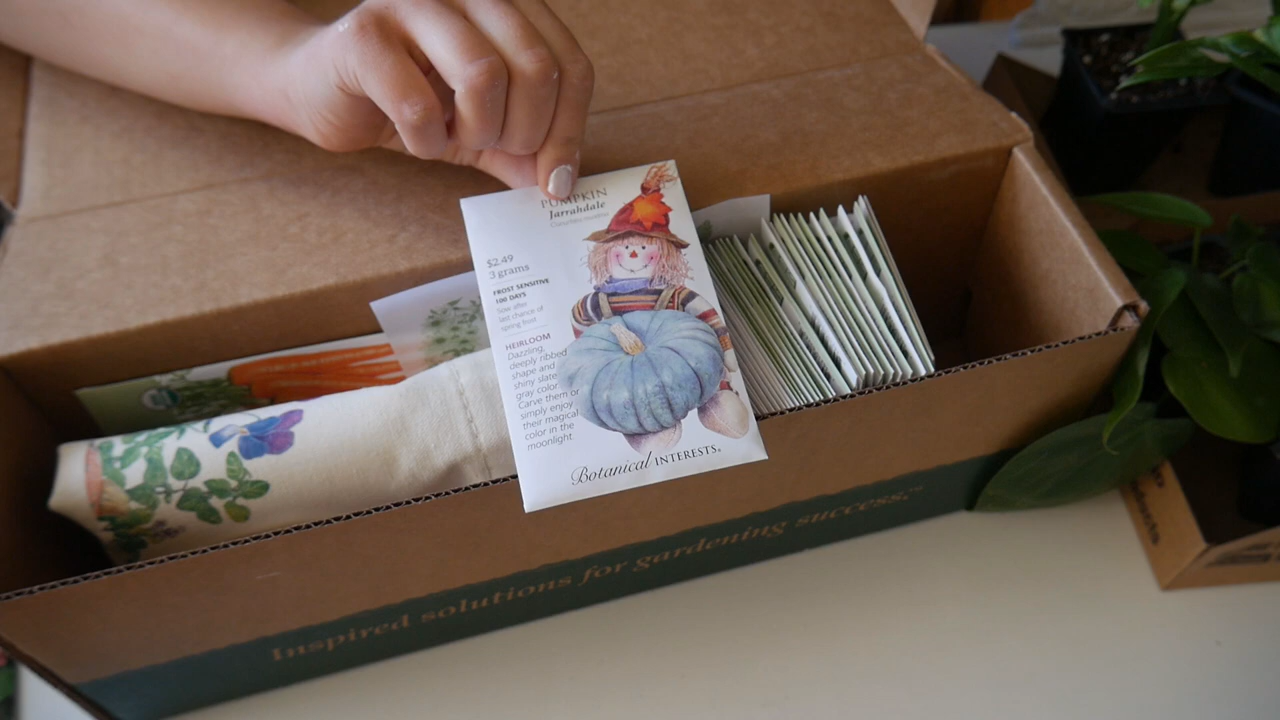 PUMPKIN
Jarrahdale
$2.49
3 grams
FROST SENSITIVE
100 DAYS
Sow after
last chance of
spring frost
HEIRLOOM
Dazzling,
deeply ribbed
shape and
shiny slate
gray color
Carve them or
simply enjoy
their magical
color in the
moonlight
Botanical INTERESTS®
Inspired solutions for gardening success.™